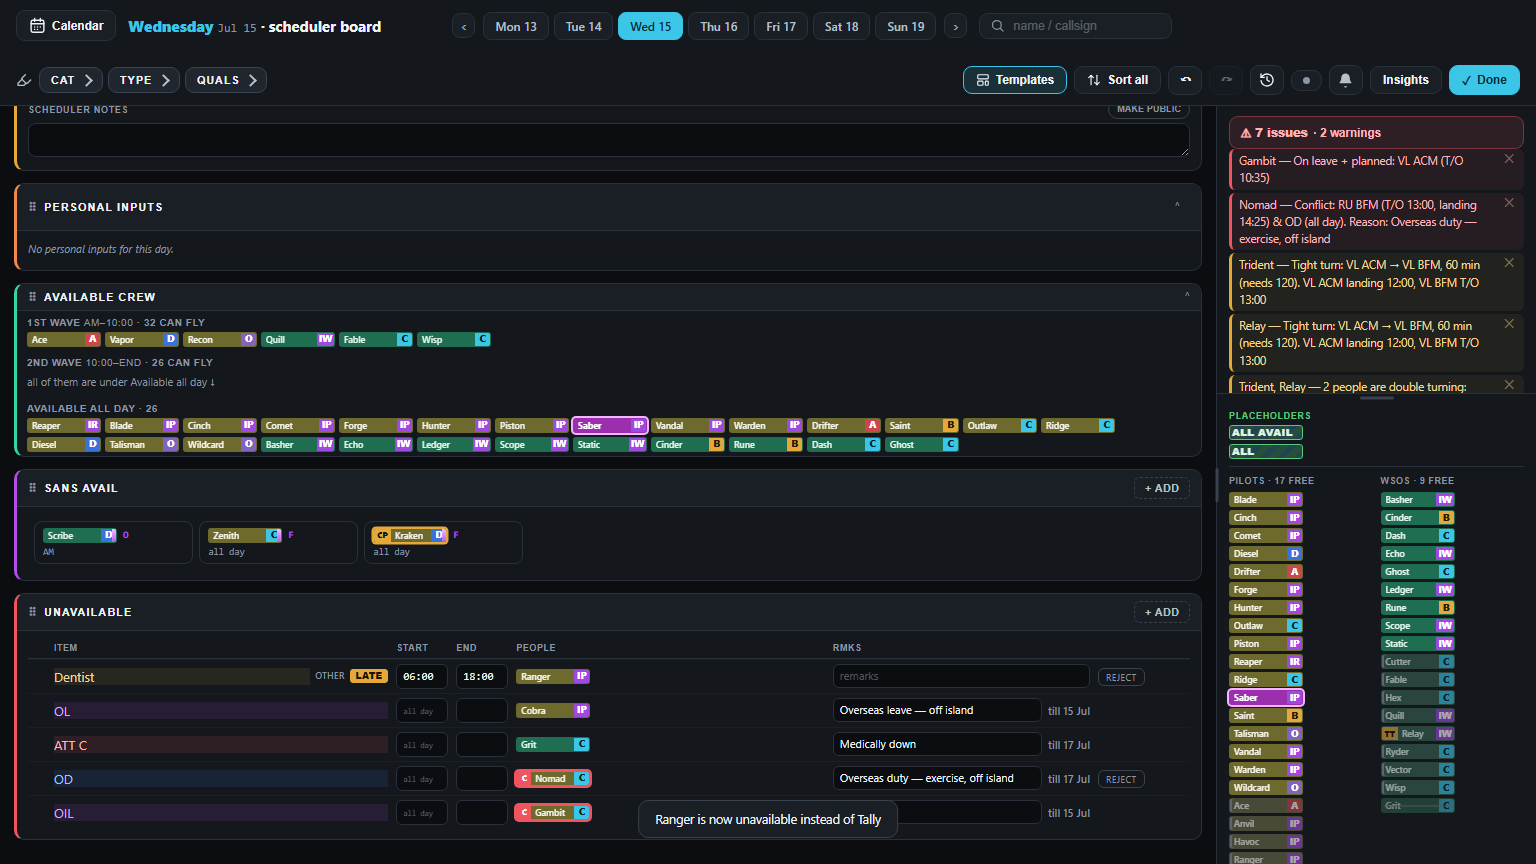 Calendar
Wednesday Jul 15 · scheduler board
‹ Mon 13 Tue 14 Wed 15 Thu 16 Fri 17 Sat 18 Sun 19 ›
name / callsign
CAT TYPE QUALS
Templates Sort all Insights ✓ Done
SCHEDULER NOTES MAKE PUBLIC
PERSONAL INPUTS
No personal inputs for this day.
AVAILABLE CREW
1ST WAVE AM–10:00 · 32 CAN FLY
Ace A Vapor D Recon O Quill IW Fable C Wisp C
2ND WAVE 10:00–END · 26 CAN FLY
all of them are under Available all day ↓
AVAILABLE ALL DAY · 26
Reaper IR Blade IP Cinch IP Comet IP Forge IP Hunter IP Piston IP Saber IP Vandal IP Warden IP Drifter A Saint B Outlaw C Ridge C
Diesel D Talisman O Wildcard O Basher IW Echo IW Ledger IW Scope IW Static IW Cinder B Rune B Dash C Ghost C
SANS AVAIL + ADD
Scribe D O
AM
Zenith C F
all day
CP Kraken D F
all day
UNAVAILABLE + ADD
ITEM START END PEOPLE RMKS
Dentist OTHER LATE 06:00 18:00 Ranger IP remarks REJECT
OL all day Cobra IP Overseas leave — off island till 15 Jul
ATT C all day Grit C Medically down till 17 Jul
OD all day C Nomad C Overseas duty — exercise, off island till 17 Jul REJECT
OIL all day C Gambit C till 15 Jul
Ranger is now unavailable instead of Tally
⚠ 7 issues · 2 warnings
Gambit — On leave + planned: VL ACM (T/O
10:35)
Nomad — Conflict: RU BFM (T/O 13:00, landing
14:25) & OD (all day). Reason: Overseas duty —
exercise, off island
Trident — Tight turn: VL ACM → VL BFM, 60 min
(needs 120). VL ACM landing 12:00, VL BFM T/O
13:00
Relay — Tight turn: VL ACM → VL BFM, 60 min
(needs 120). VL ACM landing 12:00, VL BFM T/O
13:00
Trident, Relay — 2 people are double turning:
PLACEHOLDERS
ALL AVAIL
ALL
PILOTS · 17 FREE
Blade IP
Cinch IP
Comet IP
Diesel D
Drifter A
Forge IP
Hunter IP
Outlaw C
Piston IP
Reaper IR
Ridge C
Saber IP
Saint B
Talisman O
Vandal IP
Warden IP
Wildcard O
Ace A
Anvil IP
Havoc IP
Ranger IP
WSOS · 9 FREE
Basher IW
Cinder B
Dash C
Echo IW
Ghost C
Ledger IW
Rune B
Scope IW
Static IW
Cutter C
Fable C
Hex C
Quill IW
TT Relay IW
Ryder C
Vector C
Wisp C
Grit C